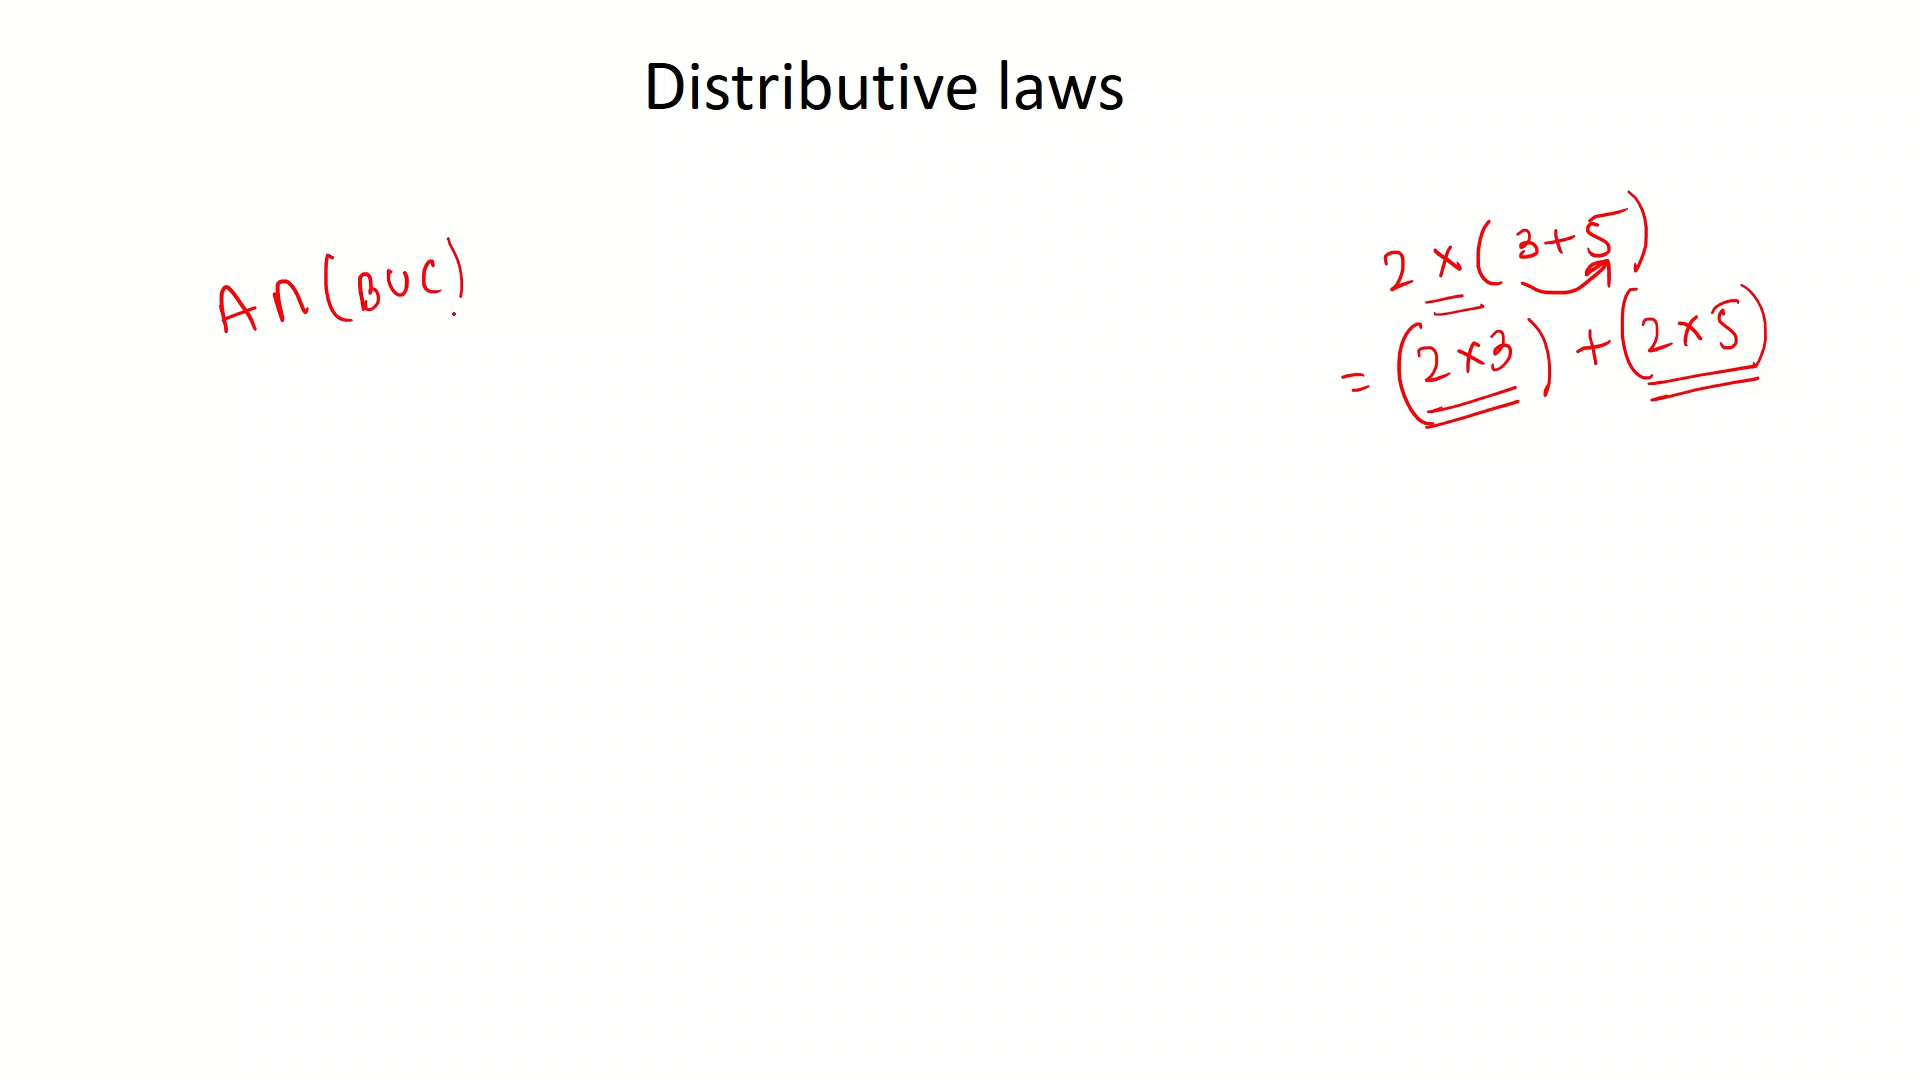 Distributive laws
A∩(B∪C)
2×(3+5)
=(2×3)+(2×5)